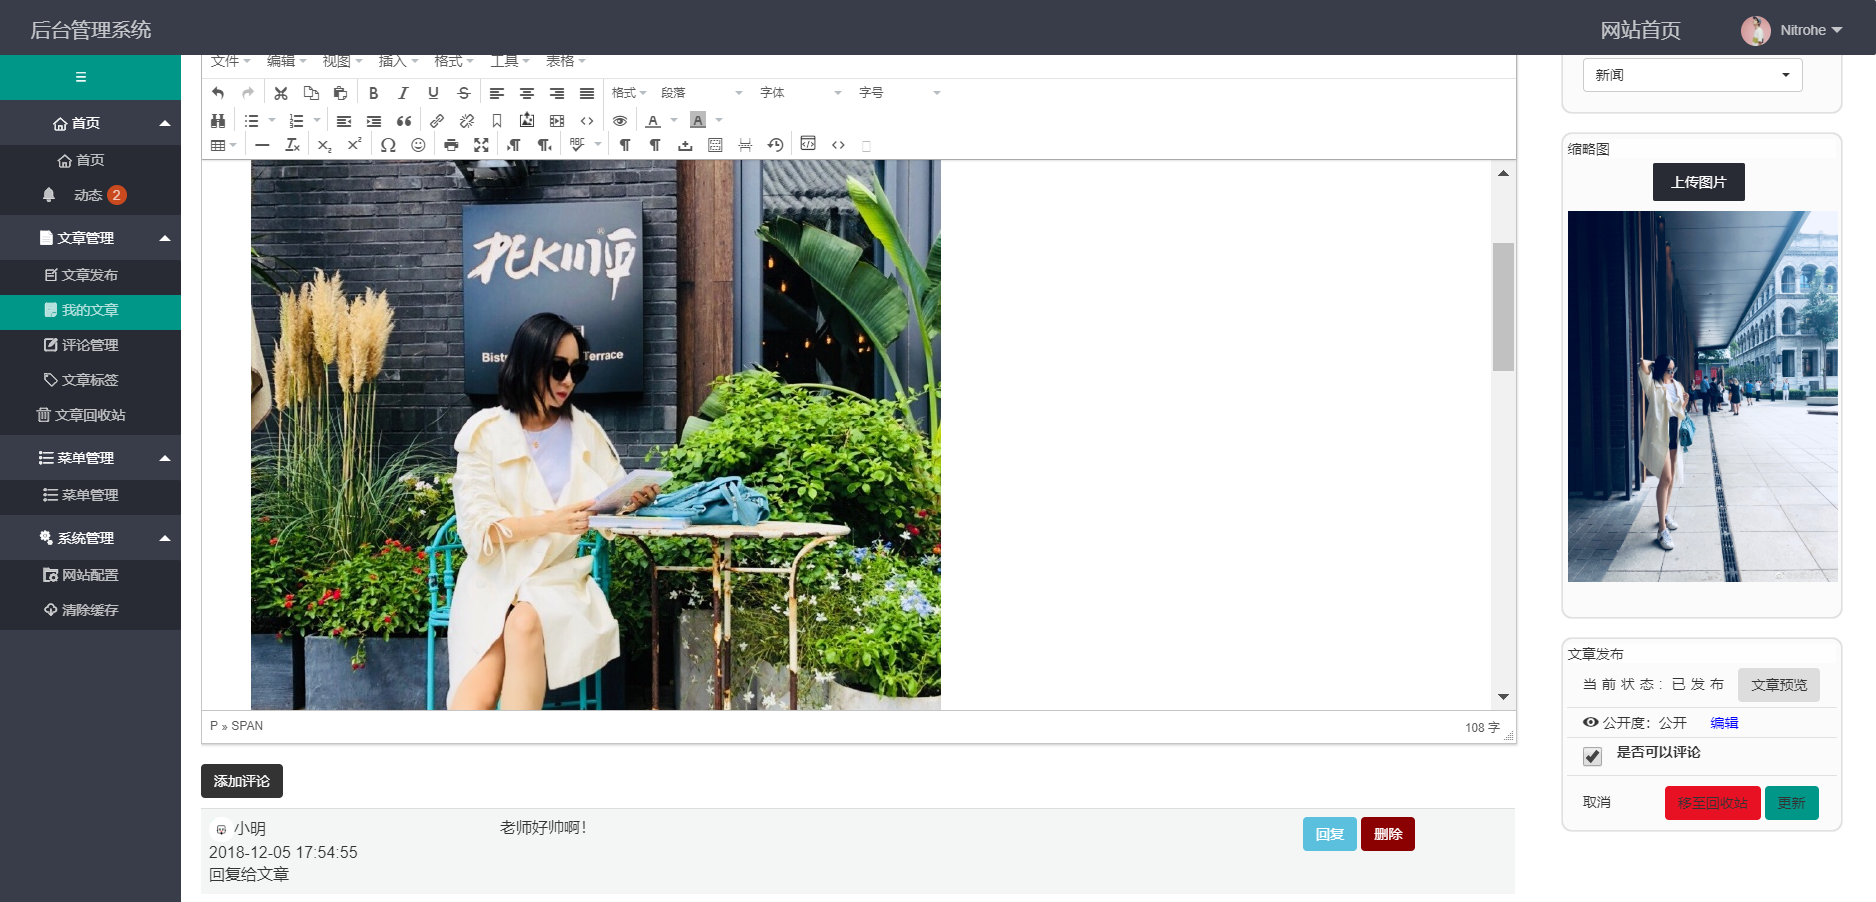 后台管理系统
网站首页
Nitrohe
首页
首页
动态 2
文章管理
文章发布
我的文章
评论管理
文章标签
文章回收站
菜单管理
菜单管理
系统管理
网站配置
清除缓存
文件 编辑 视图 插入 格式 工具 表格
格式 段落 字体 字号
Terrace
P » SPAN
108 字
添加评论
小明
老师好帅啊！
回复 删除
2018-12-05 17:54:55
回复给文章
新闻
缩略图
上传图片
文章发布
当前状态：已发布 文章预览
公开度：公开 编辑
是否可以评论
取消 移至回收站 更新